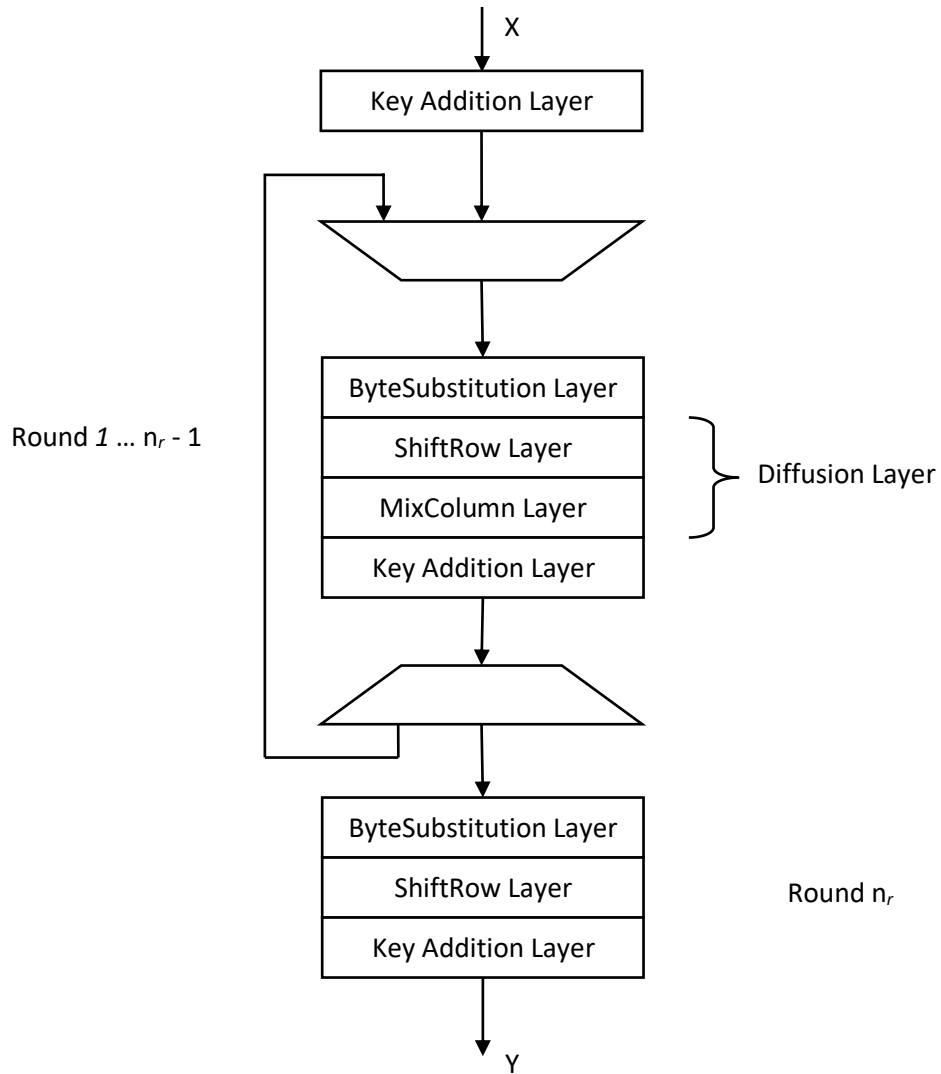 X
Key Addition Layer
ByteSubstitution Layer
ShiftRow Layer
MixColumn Layer
Key Addition Layer
Round 1 ... nᵣ - 1
Diffusion Layer
ByteSubstitution Layer
ShiftRow Layer
Key Addition Layer
Round nᵣ
Y